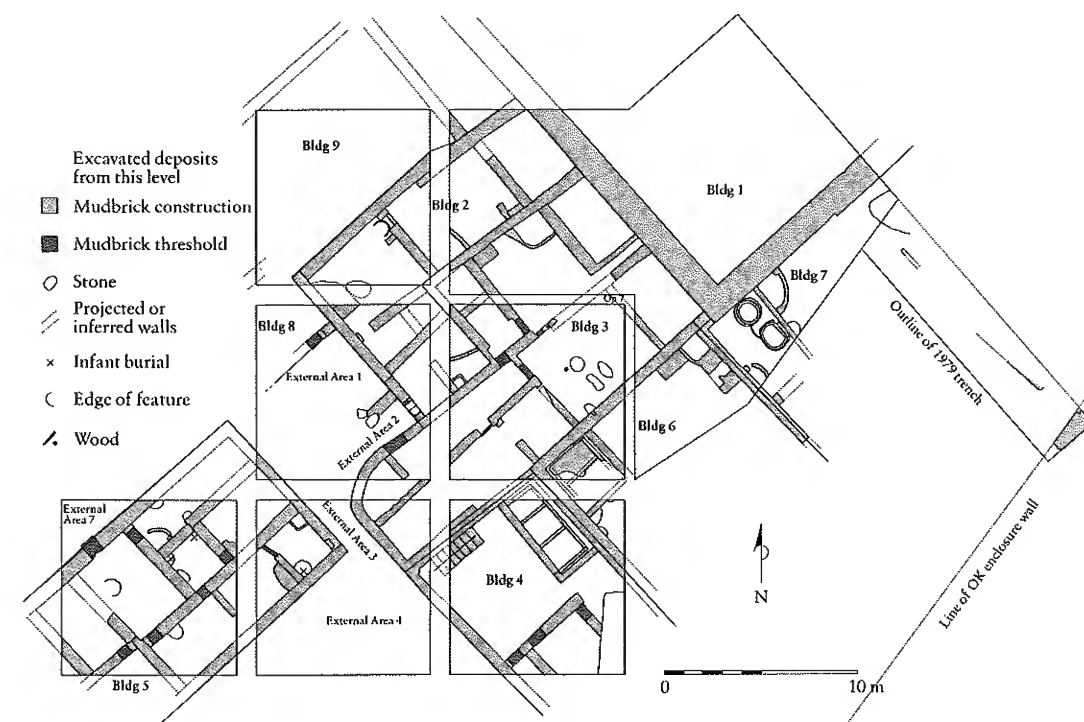 Excavated deposits
from this level
Mudbrick construction
Mudbrick threshold
Stone
Projected or
inferred walls
Infant burial
Edge of feature
Wood
Bldg 9
Bldg 2
Bldg 1
Bldg 7
Bldg 8
Bldg 3
External Area 1
External Area 2
Bldg 6
Outline of 1979 trench
External
Area 7
External Area 3
Bldg 4
N
Line of OK enclosure wall
External Area 4
Bldg 5
0
10 m